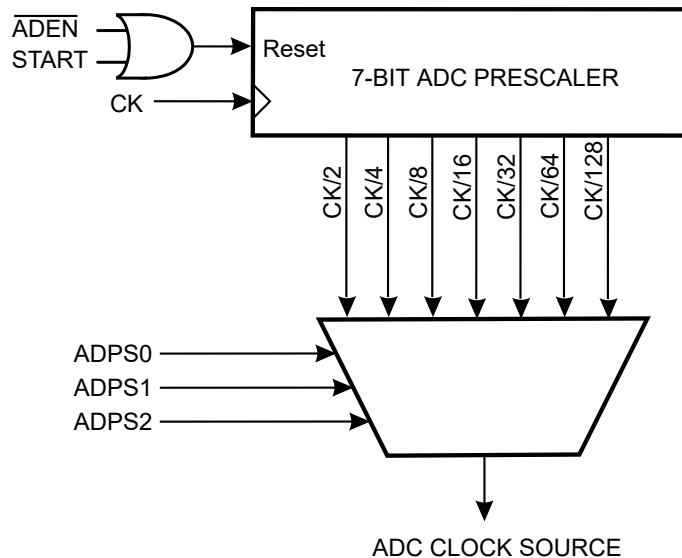 A̅D̅E̅N̅
START
Reset
7-BIT ADC PRESCALER
CK
CK/2
CK/4
CK/8
CK/16
CK/32
CK/64
CK/128
ADPS0
ADPS1
ADPS2
ADC CLOCK SOURCE